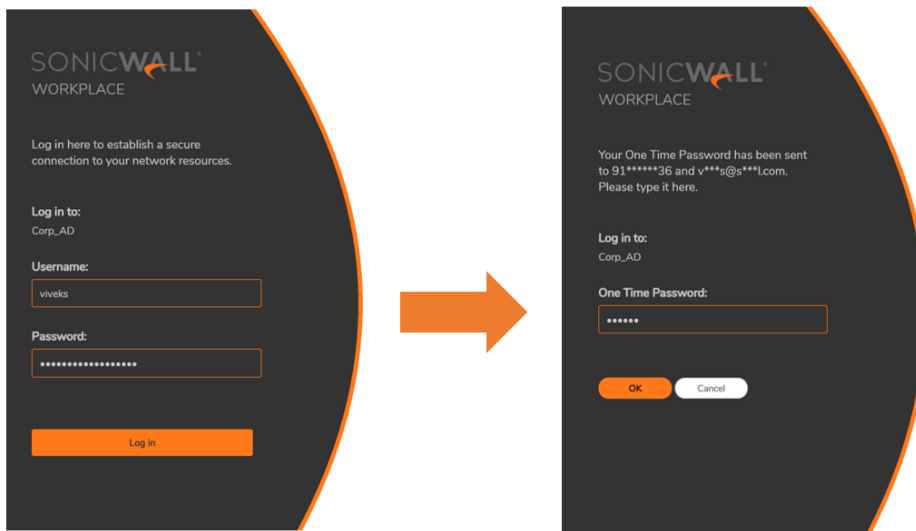 SONICWALL®
WORKPLACE
Log in here to establish a secure
connection to your network resources.
Log in to:
Corp_AD
Username:
viveks
Password:
••••••••••••••••••
Log in
SONICWALL®
WORKPLACE
Your One Time Password has been sent
to 91******36 and v***s@s***l.com.
Please type it here.
Log in to:
Corp_AD
One Time Password:
••••••
OK
Cancel